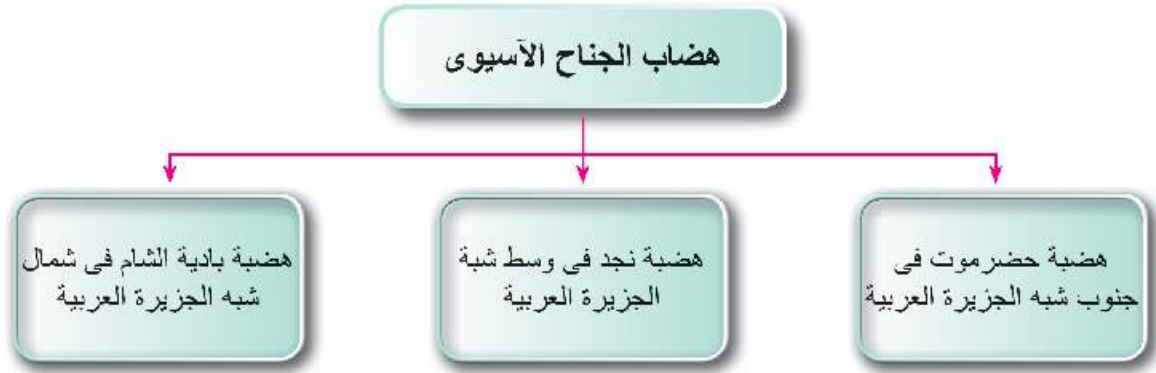 هضاب الجناح الآسيوى
هضبة حضرموت فى
جنوب شبه الجزيرة العربية
هضبة نجد فى وسط شبة
الجزيرة العربية
هضبة بادية الشام فى شمال
شبه الجزيرة العربية